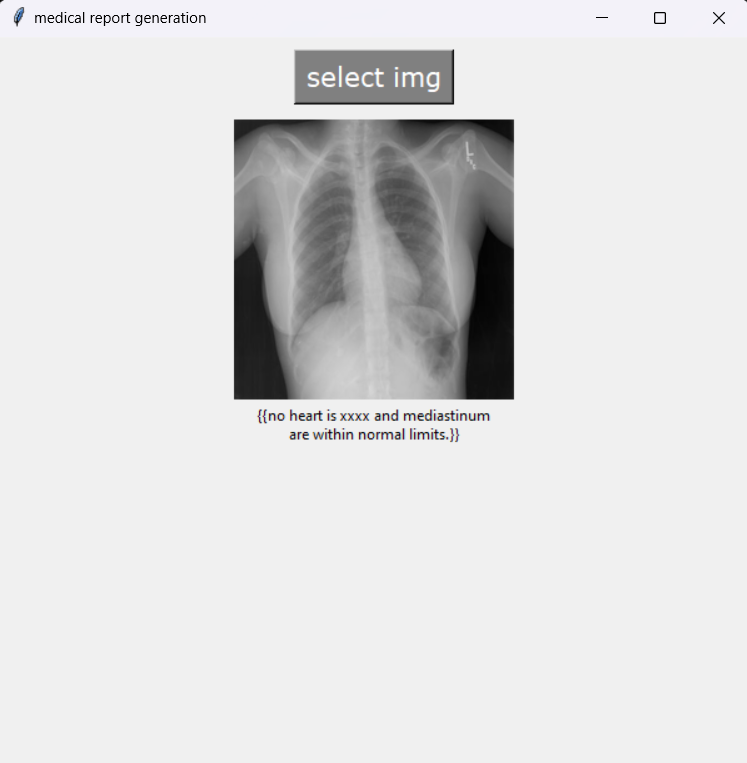 medical report generation
select img
L
{{no heart is xxxx and mediastinum
are within normal limits.}}